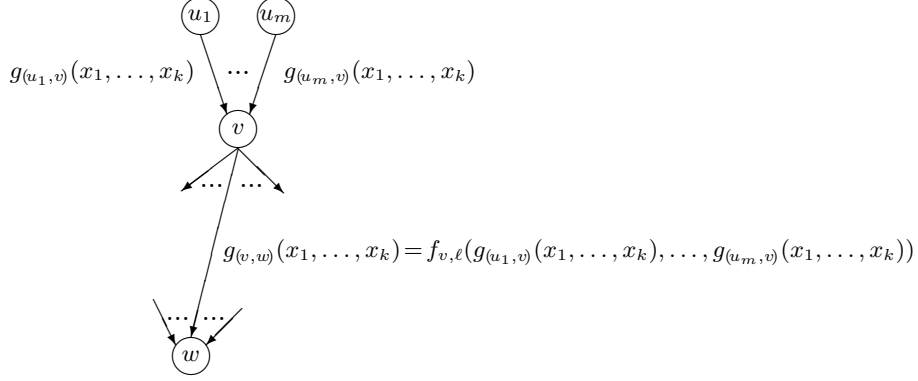 u₁ uₘ
g₍ᵤ₁,ᵥ₎(x₁, . . . , xₖ) ... g₍ᵤₘ,ᵥ₎(x₁, . . . , xₖ)
v
... ...
g₍ᵥ,w₎(x₁, . . . , xₖ)=fᵥ,ℓ(g₍ᵤ₁,ᵥ₎(x₁, . . . , xₖ), . . . , g₍ᵤₘ,ᵥ₎(x₁, . . . , xₖ))
... ...
w